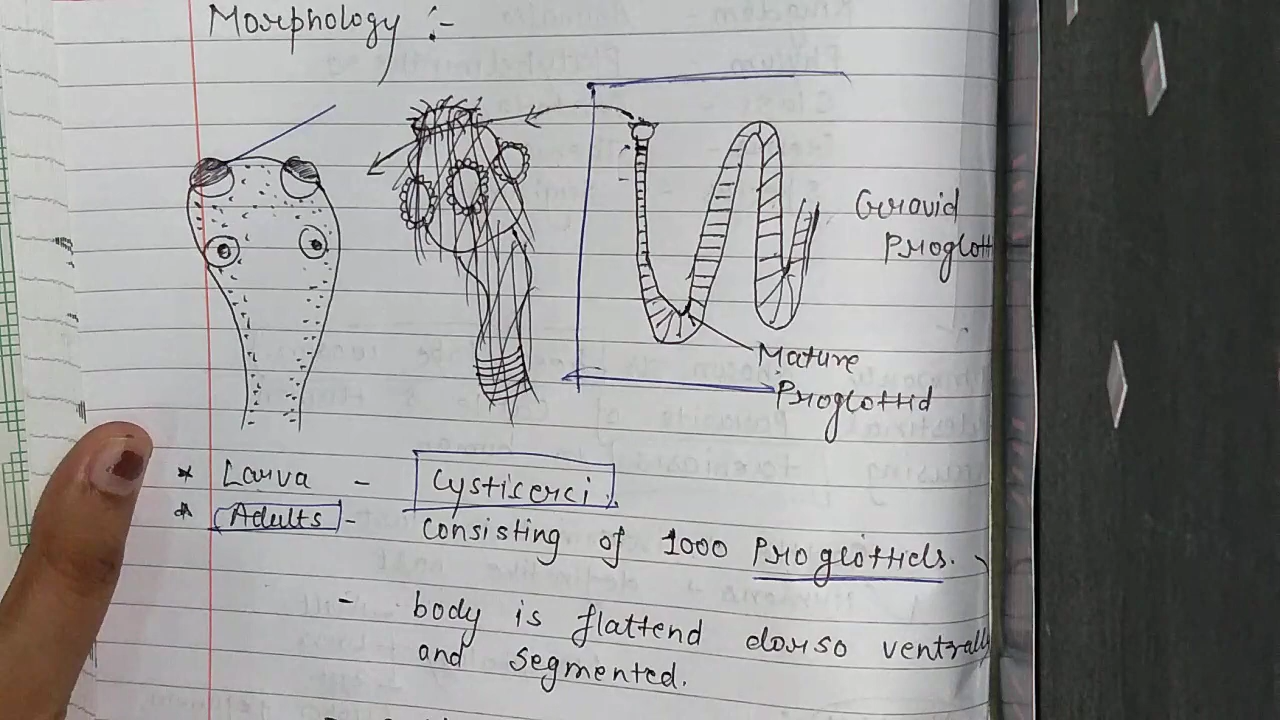 Morphology :-
Gravid
Proglott
Mature
Proglottid
* Larva - Cysticerci.
* Adults - consisting of 1000 Proglottids.
- body is flattend dorso ventrally
and segmented.